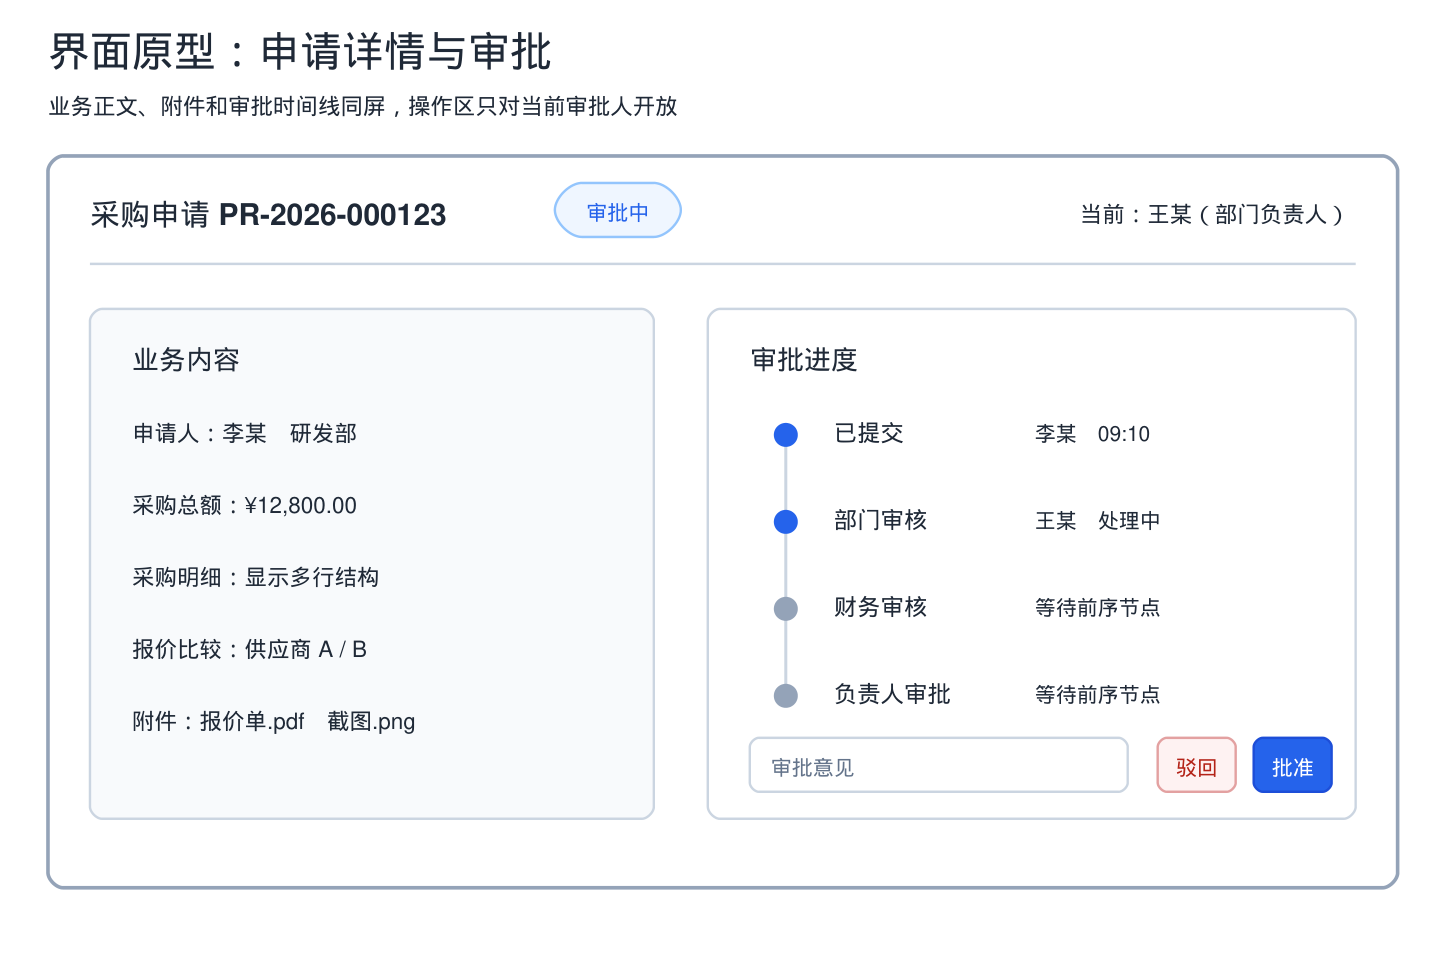 界面原型：申请详情与审批
业务正文、附件和审批时间线同屏，操作区只对当前审批人开放
采购申请 PR-2026-000123
审批中
当前：王某（部门负责人）
业务内容
申请人：李某　研发部
采购总额：¥12,800.00
采购明细：显示多行结构
报价比较：供应商 A / B
附件：报价单.pdf　截图.png
审批进度
已提交　李某　09:10
部门审核　王某　处理中
财务审核　等待前序节点
负责人审批　等待前序节点
审批意见
驳回
批准